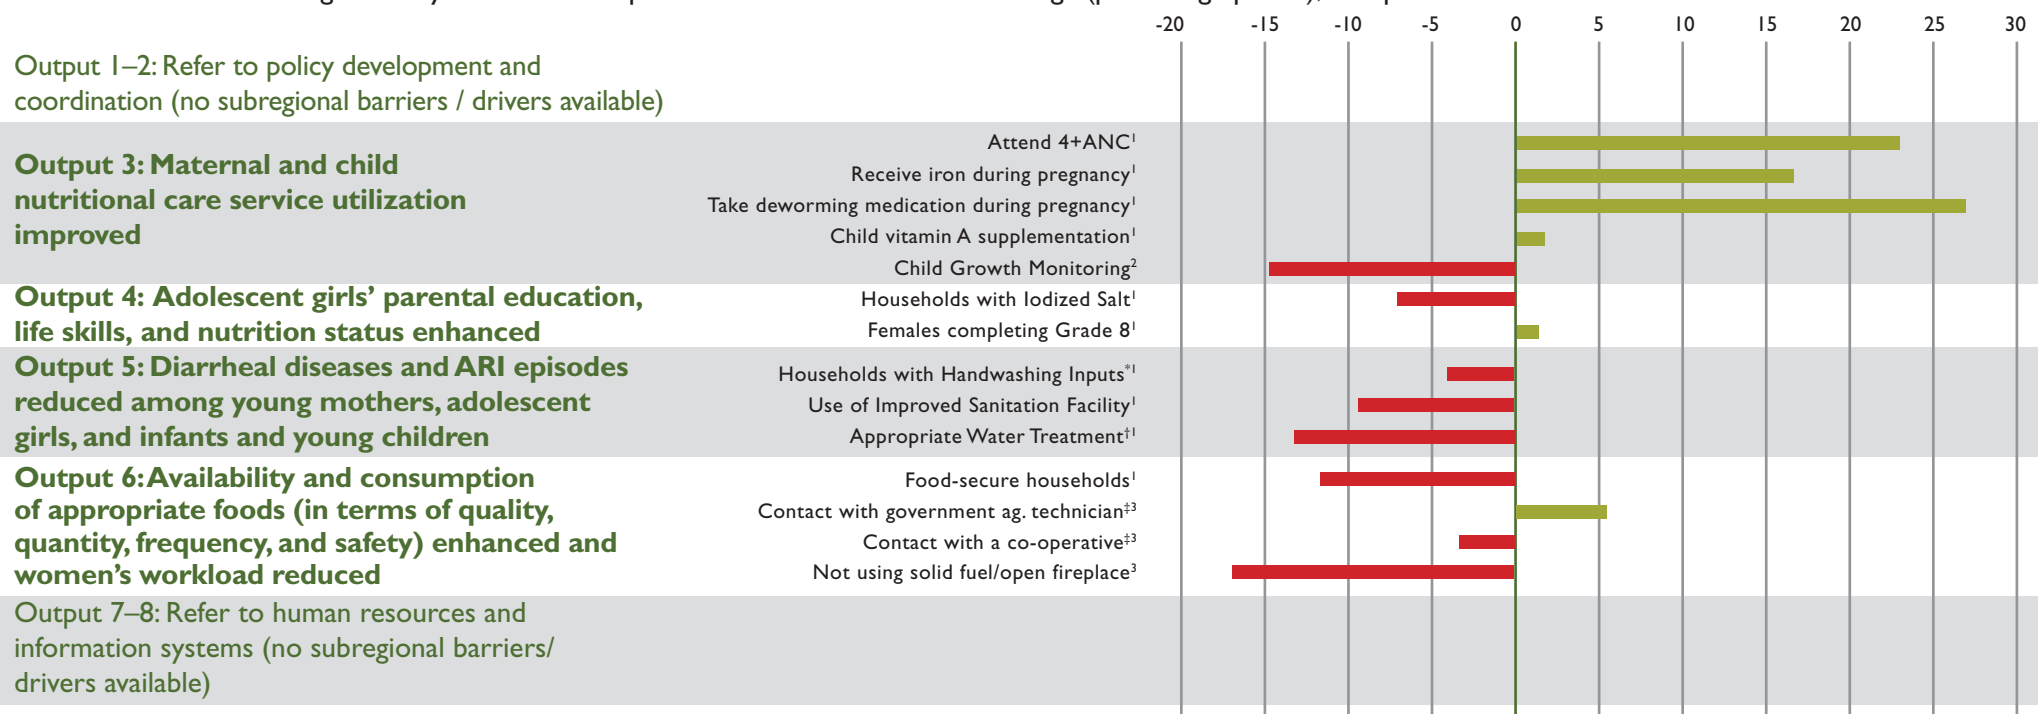 -20 -15 -10 -5 0 5 10 15 20 25 30
Output 1–2: Refer to policy development and
coordination (no subregional barriers / drivers available)
Output 3: Maternal and child
nutritional care service utilization
improved
Attend 4+ANC¹
Receive iron during pregnancy¹
Take deworming medication during pregnancy¹
Child vitamin A supplementation¹
Child Growth Monitoring²
Output 4: Adolescent girls’ parental education,
life skills, and nutrition status enhanced
Households with Iodized Salt¹
Females completing Grade 8¹
Output 5: Diarrheal diseases and ARI episodes
reduced among young mothers, adolescent
girls, and infants and young children
Households with Handwashing Inputs*¹
Use of Improved Sanitation Facility¹
Appropriate Water Treatment†¹
Output 6: Availability and consumption
of appropriate foods (in terms of quality,
quantity, frequency, and safety) enhanced and
women’s workload reduced
Food-secure households¹
Contact with government ag. technician‡³
Contact with a co-operative‡³
Not using solid fuel/open fireplace³
Output 7–8: Refer to human resources and
information systems (no subregional barriers/
drivers available)